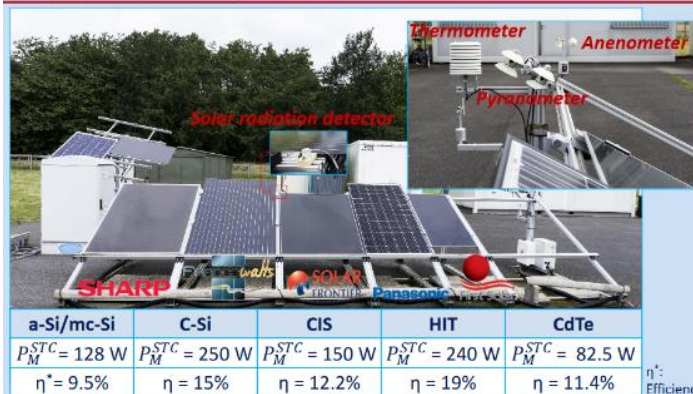 Thermometer
Anenometer
Pyranometer
Solar radiation detector
SHARP
watts
SOLAR
FRONTIER
Panasonic
a-Si/mc-Si C-Si CIS HIT CdTe
P_M^{STC} = 128 W P_M^{STC} = 250 W P_M^{STC} = 150 W P_M^{STC} = 240 W P_M^{STC} = 82.5 W
η*= 9.5% η = 15% η = 12.2% η = 19% η = 11.4%
η*: